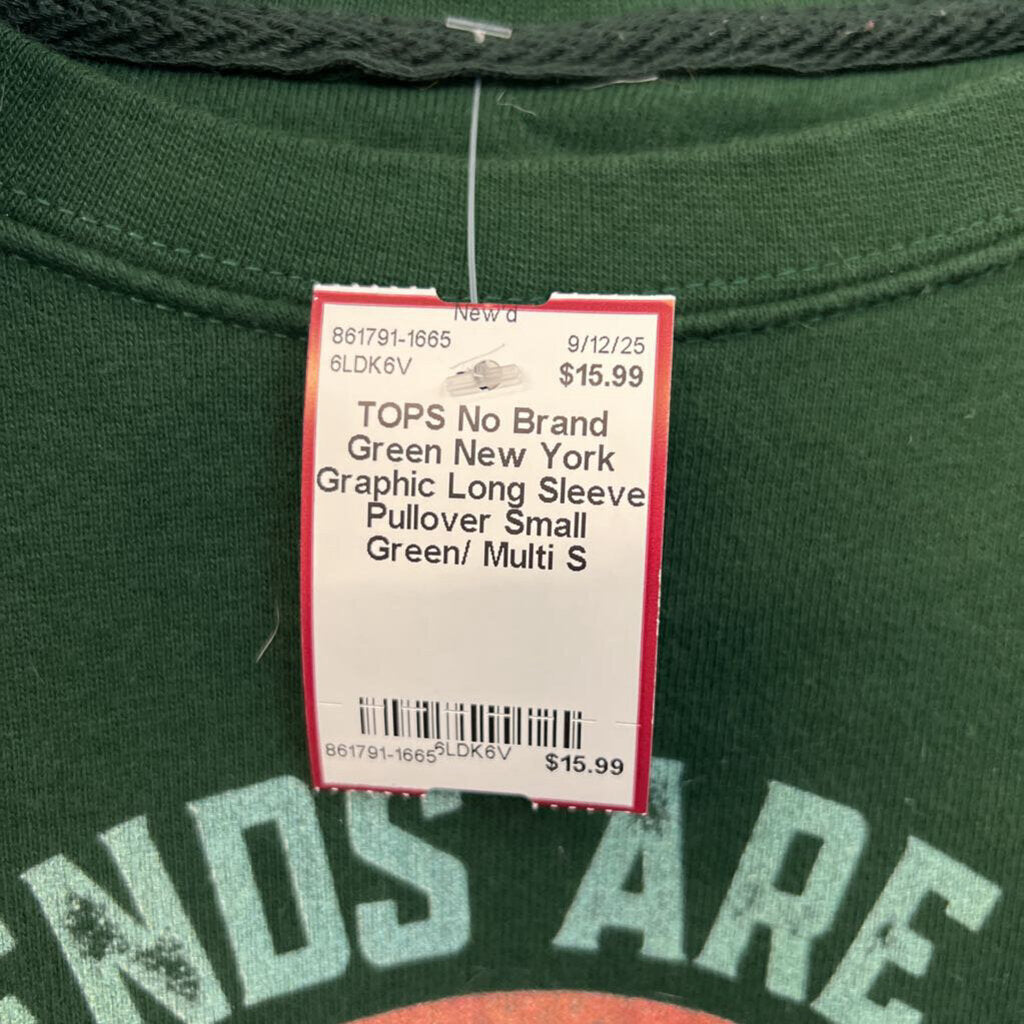 New'd
861791-1665 9/12/25
6LDK6V $15.99
TOPS No Brand
Green New York
Graphic Long Sleeve
Pullover Small
Green/ Multi S
861791-1665 6LDK6V $15.99
ENDS ARE